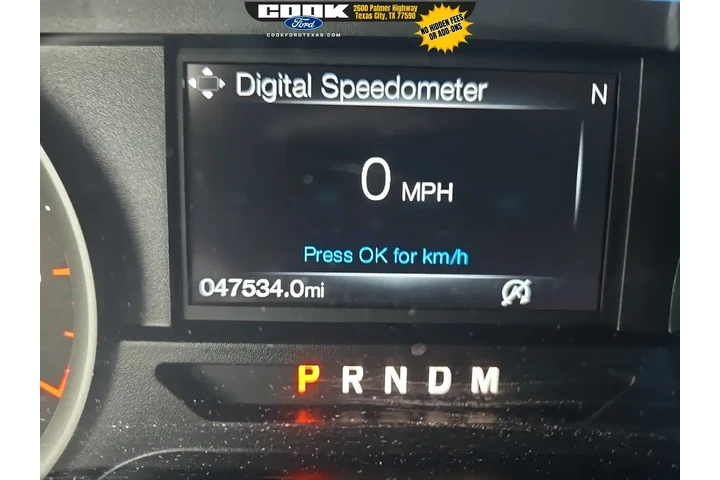 COOK
Ford
COOKFORDTEXAS.COM
2600 Palmer Highway
Texas City, TX 77590
NO HIDDEN FEES
OR ADD-ONS
Digital Speedometer
N
0 MPH
Press OK for km/h
047534.0mi
P R N D M